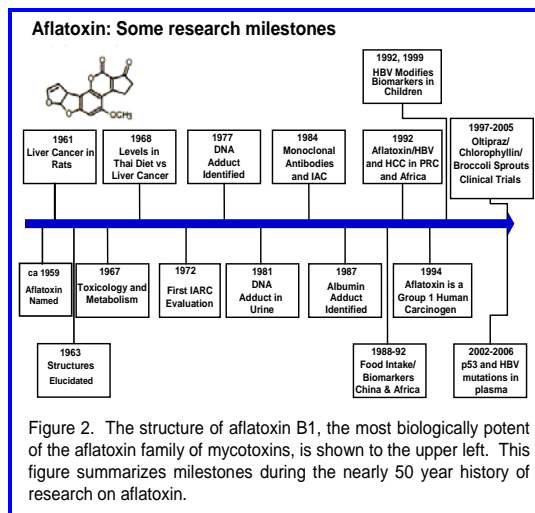 Aflatoxin: Some research milestones
OCH3
O
O
O
O
O
1992, 1999
HBV Modifies
Biomarkers in
Children
1961
Liver Cancer in
Rats
1968
Levels in
Thai Diet vs
Liver Cancer
1977
DNA
Adduct
Identified
1984
Monoclonal
Antibodies
and IAC
1992
Aflatoxin/HBV
and HCC in PRC
and Africa
1997-2005
Oltipraz/
Chlorophyllin/
Broccoli Sprouts
Clinical Trials
ca 1959
Aflatoxin
Named
1967
Toxicology and
Metabolism
1972
First IARC
Evaluation
1981
DNA
Adduct in
Urine
1987
Albumin
Adduct
Identified
1994
Aflatoxin is a
Group 1 Human
Carcinogen
1963
Structures
Elucidated
1988-92
Food Intake/
Biomarkers
China & Africa
2002-2006
p53 and HBV
mutations in
plasma
Figure 2. The structure of aflatoxin B1, the most biologically potent
of the aflatoxin family of mycotoxins, is shown to the upper left. This
figure summarizes milestones during the nearly 50 year history of
research on aflatoxin.